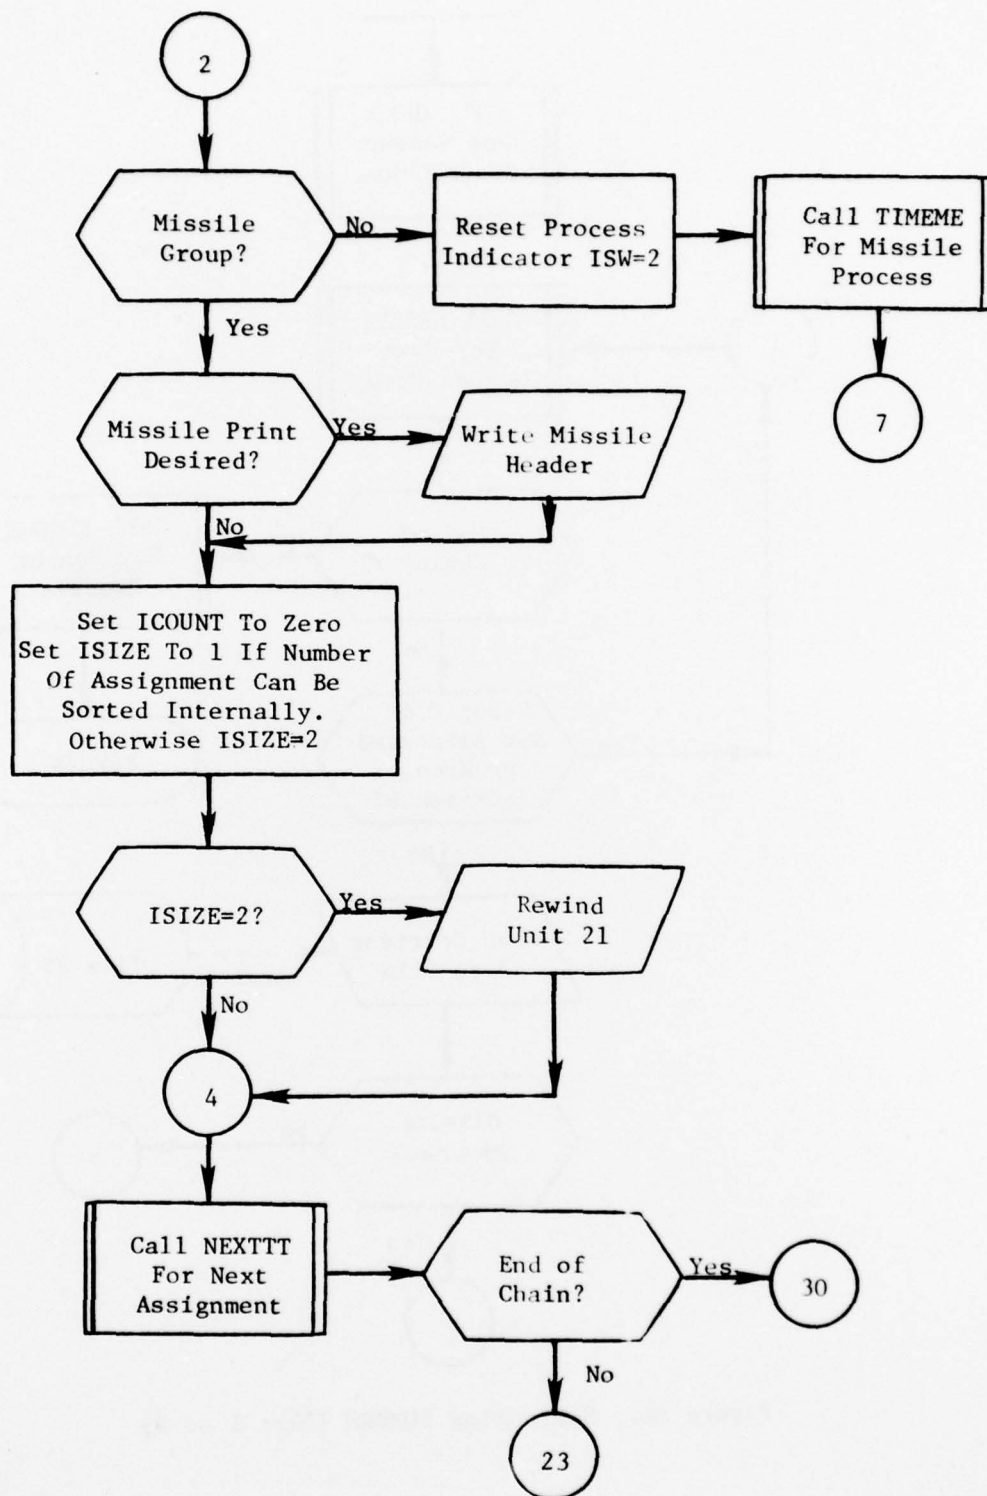 2
Missile
Group?
No
Reset Process
Indicator ISW=2
Call TIMEME
For Missile
Process
Yes
7
Missile Print
Desired?
Yes
Write Missile
Header
No
Set ICOUNT To Zero
Set ISIZE To 1 If Number
Of Assignment Can Be
Sorted Internally.
Otherwise ISIZE=2
ISIZE=2?
Yes
Rewind
Unit 21
No
4
Call NEXTTT
For Next
Assignment
End of
Chain?
Yes
30
No
23